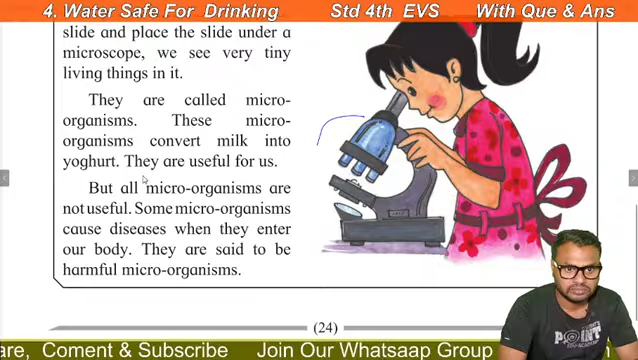 4. Water Safe For Drinking Std 4th EVS With Que & Ans
slide and place the slide under a
microscope, we see very tiny
living things in it.
They are called micro-
organisms. These micro-
organisms convert milk into
yoghurt. They are useful for us.
But all micro-organisms are
not useful. Some micro-organisms
cause diseases when they enter
our body. They are said to be
harmful micro-organisms.
(24)
are, Coment & Subscribe Join Our Whatsaap Group